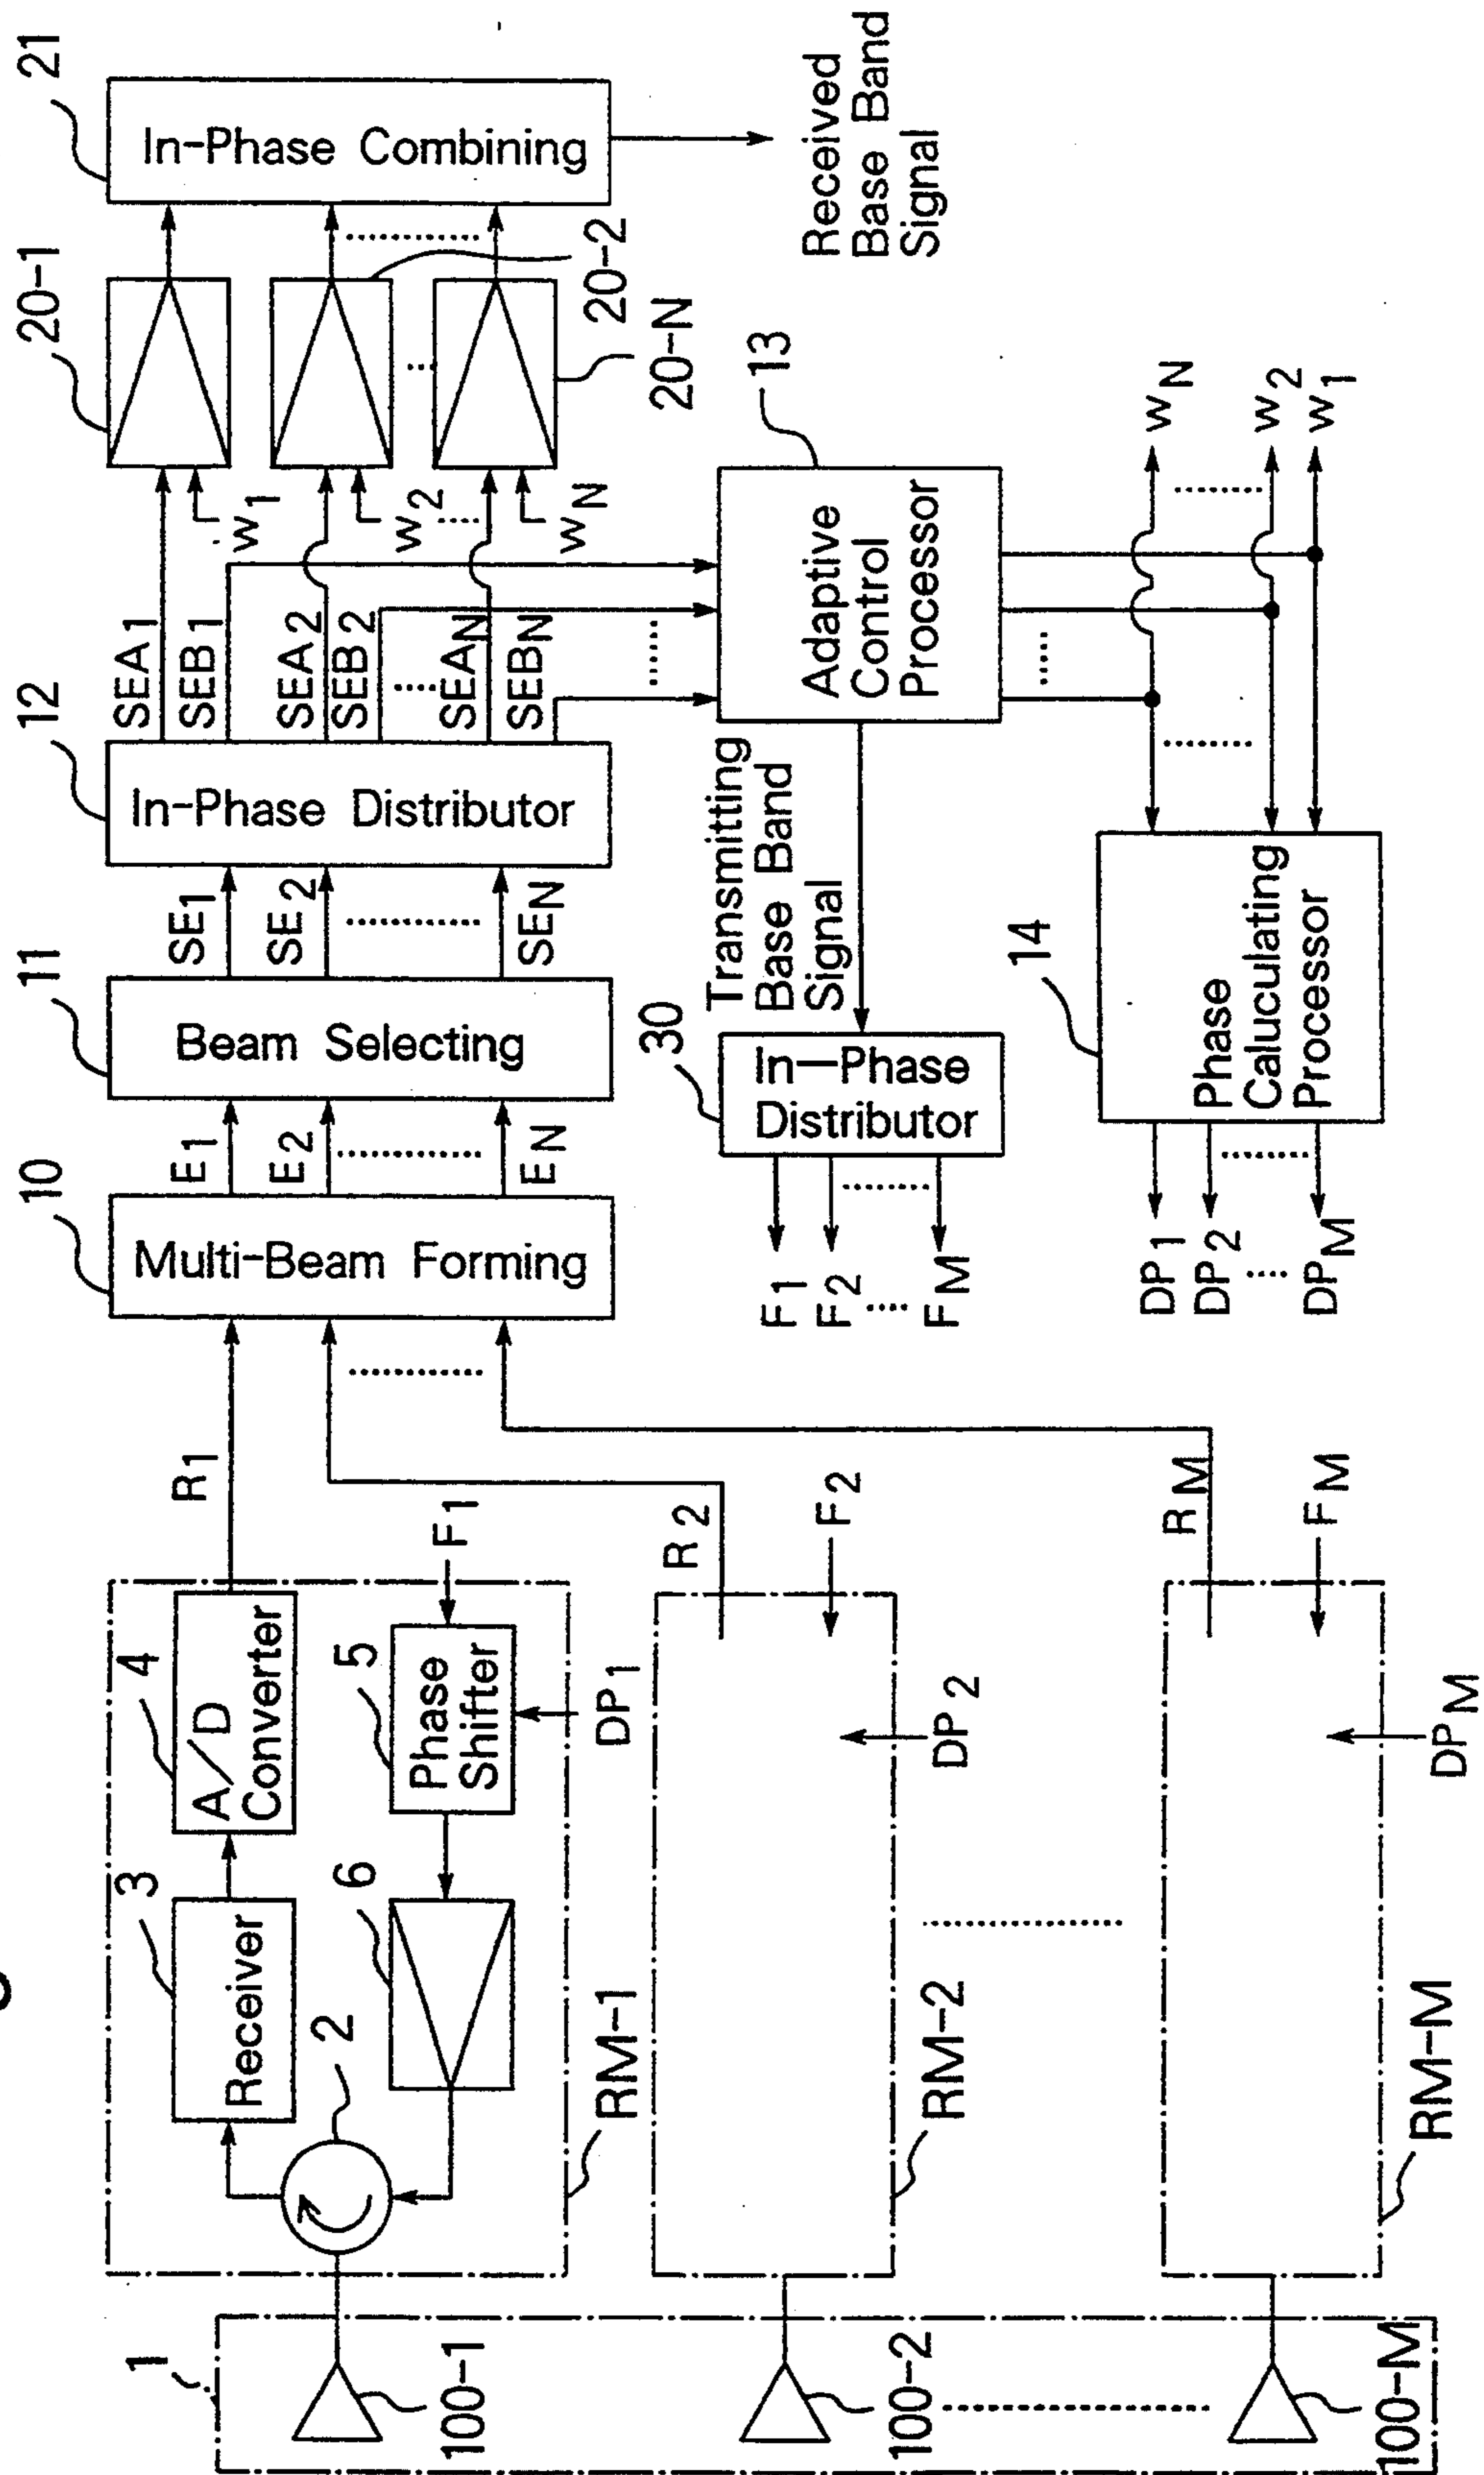 1
100-1
100-2
100-M
RM-1
RM-2
RM-M
2
3
Receiver
4
A/D
Converter
5
Phase
Shifter
6
DP1
F1
R1
R2
F2
DP2
RM
FM
DPM
10
Multi-Beam Forming
E1
E2
EN
11
Beam Selecting
SE1
SE2
SEN
12
In-Phase Distributor
SEA1
SEB1
SEA2
SEB2
SEAN
SEBN
W1
W2
WN
20-1
20-2
20-N
21
In-Phase Combining
Received
Base Band
Signal
13
Adaptive
Control
Processor
Transmitting
Base Band
Signal
30
In-Phase
Distributor
F1
F2
FM
14
Phase
Caluculating
Processor
DP1
DP2
DPM
WN
W2
W1